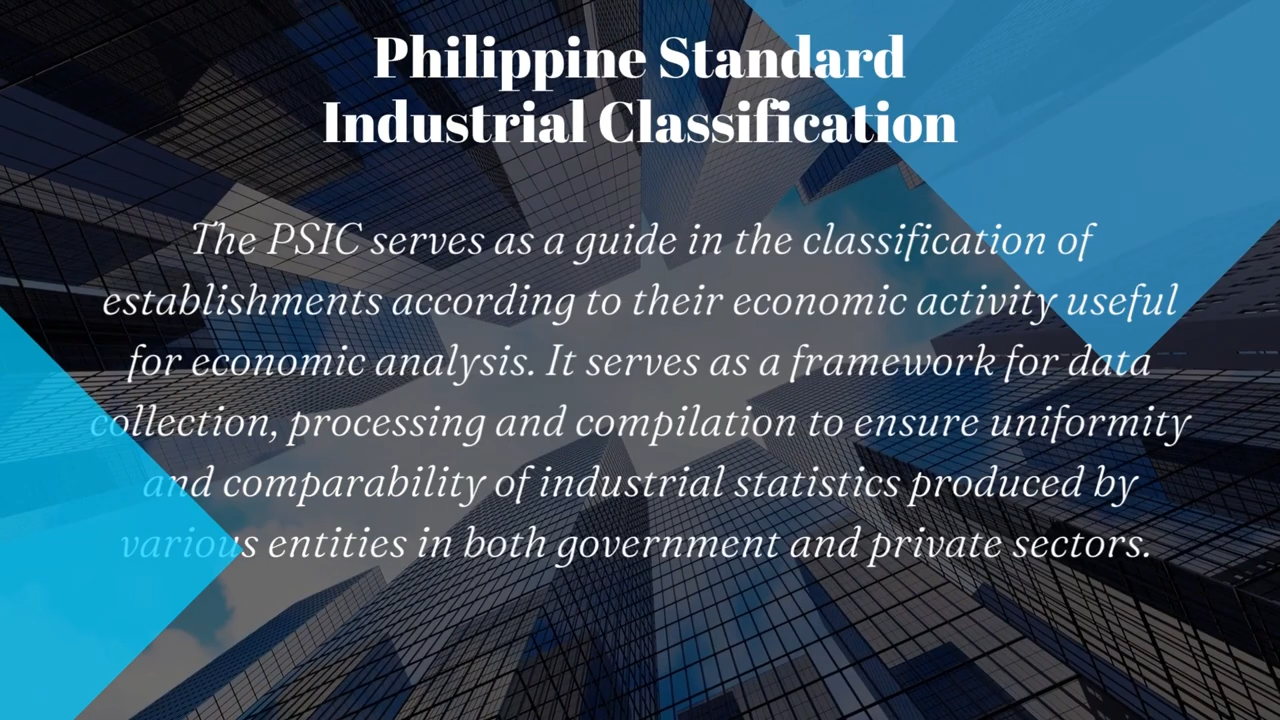 Philippine Standard
Industrial Classification
The PSIC serves as a guide in the classification of
establishments according to their economic activity useful
for economic analysis. It serves as a framework for data
collection, processing and compilation to ensure uniformity
and comparability of industrial statistics produced by
various entities in both government and private sectors.